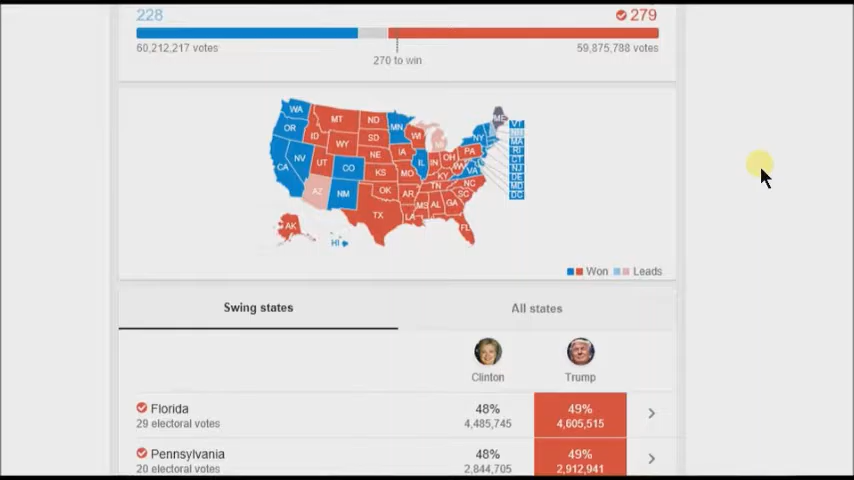 228
279
60,212,217 votes
59,875,788 votes
270 to win
WA
MT
ND
MN
ME
VT
NH
OR
ID
SD
WI
NY
MA
WY
RI
NV
NE
IA
PA
CT
UT
IL
IN
OH
NJ
CA
CO
KS
MO
WV
VA
DE
KY
MD
AZ
NM
OK
AR
TN
NC
DC
SC
TX
MS
AL
GA
LA
AK
FL
HI
Won
Leads
Swing states
All states
Clinton
Trump
Florida
48%
49%
29 electoral votes
4,485,745
4,605,515
Pennsylvania
48%
49%
20 electoral votes
2,844,705
2,912,941